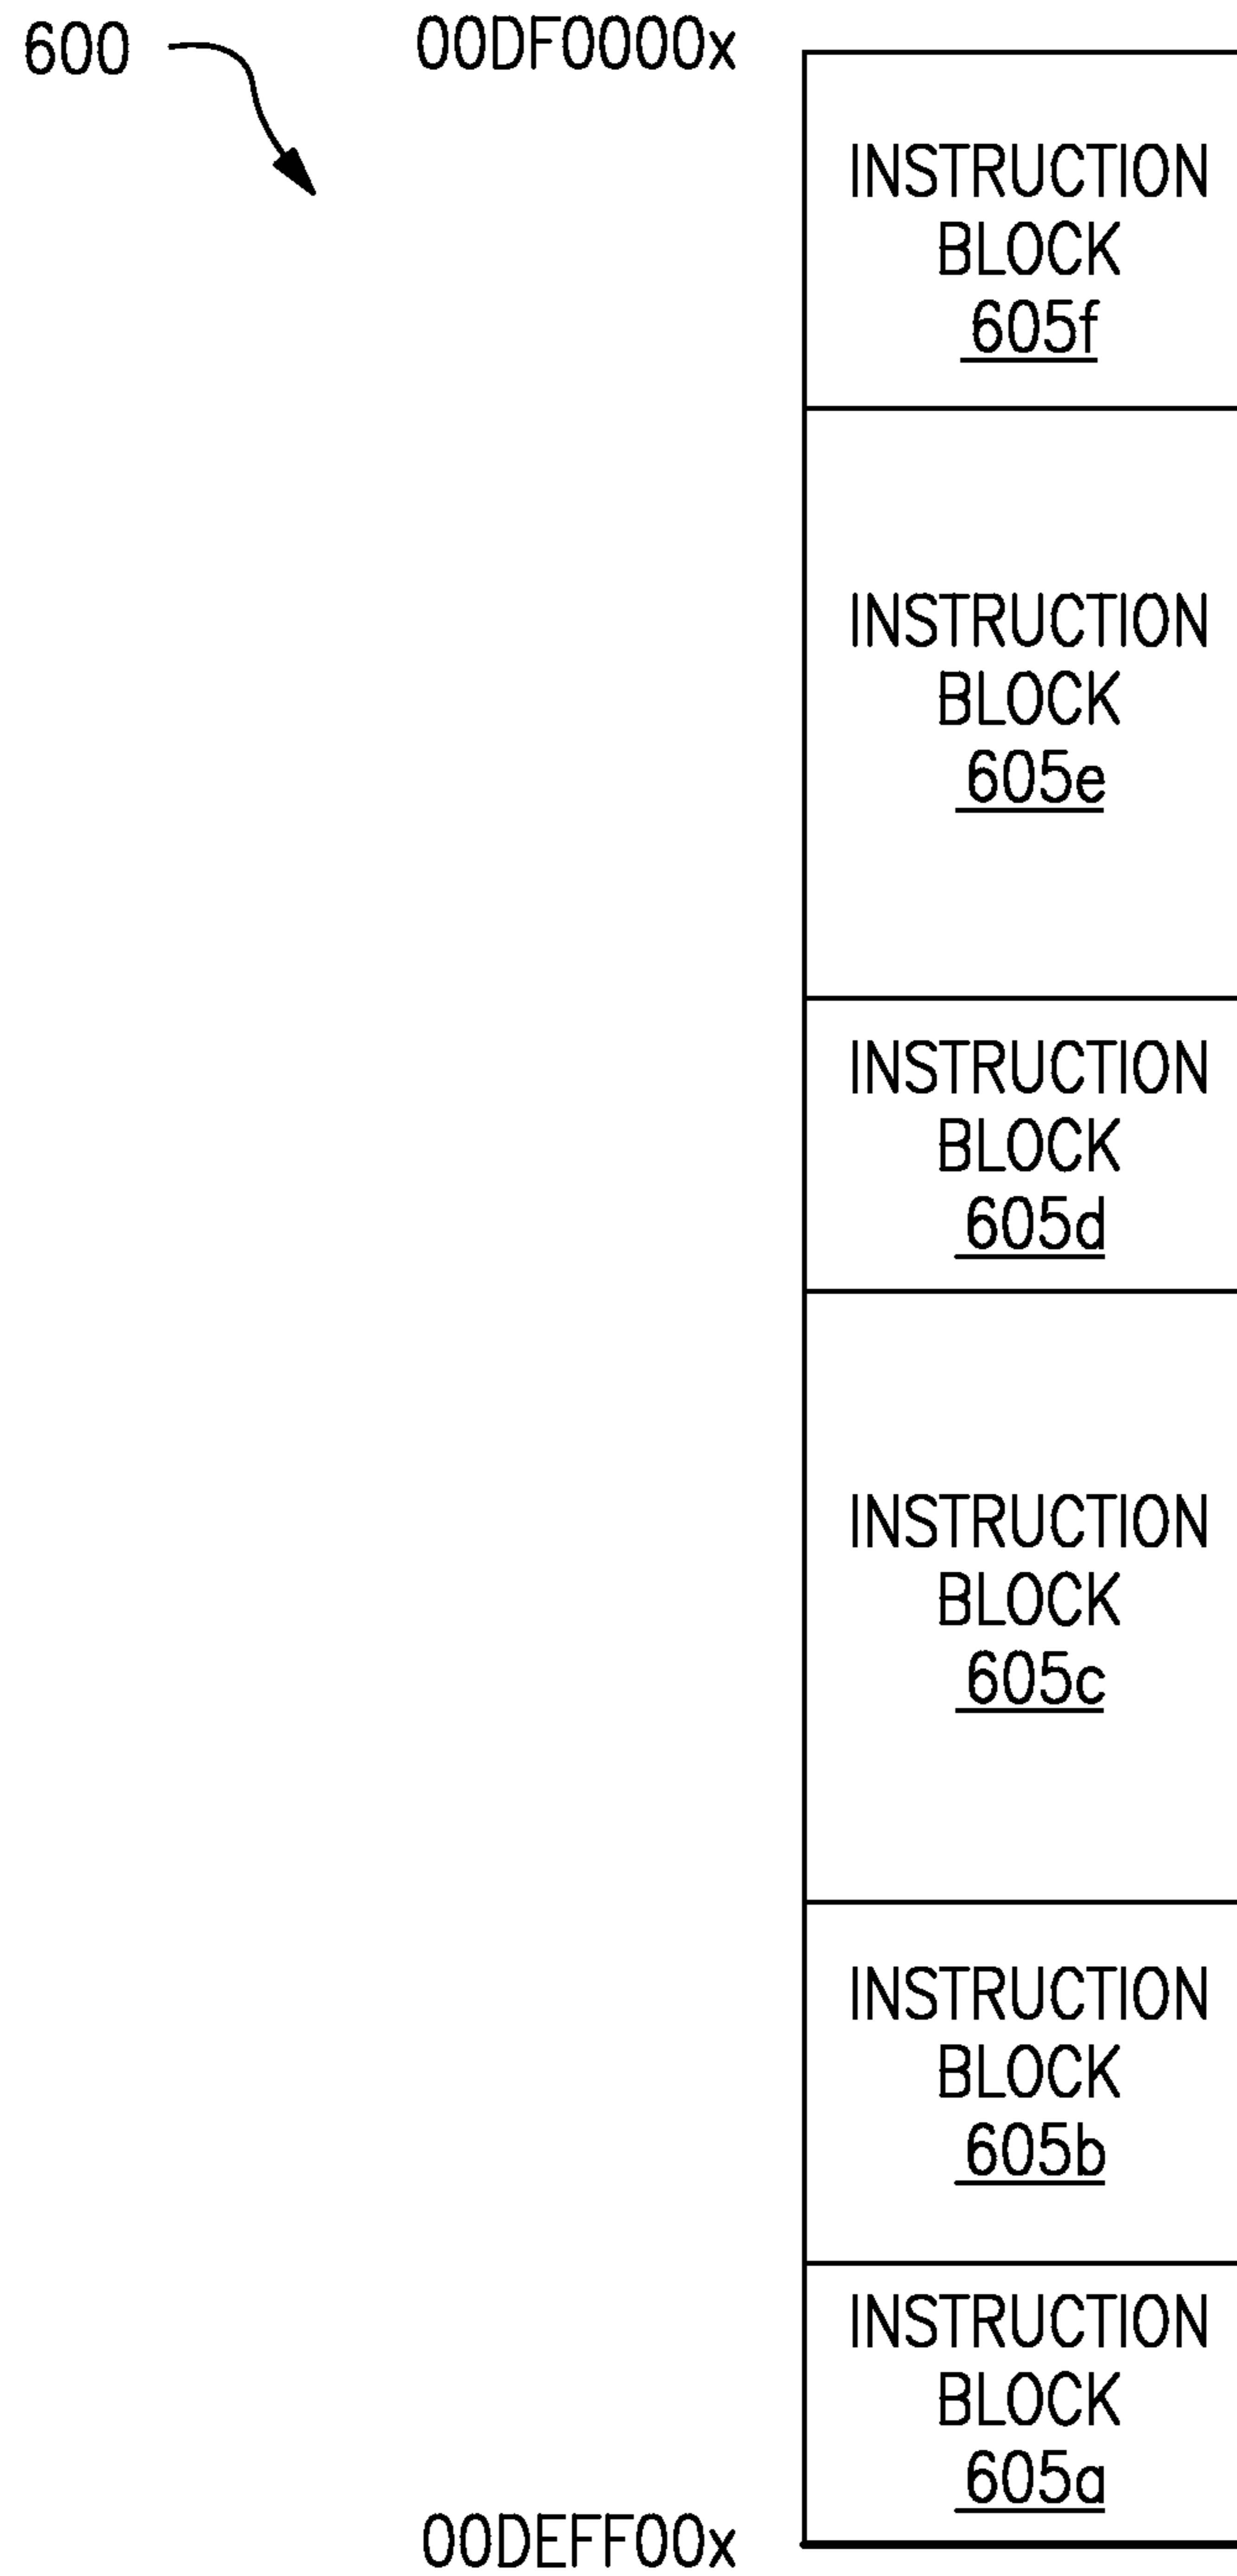 600
00DF0000x
INSTRUCTION
BLOCK
605f
INSTRUCTION
BLOCK
605e
INSTRUCTION
BLOCK
605d
INSTRUCTION
BLOCK
605c
INSTRUCTION
BLOCK
605b
INSTRUCTION
BLOCK
605a
00DEFF00x